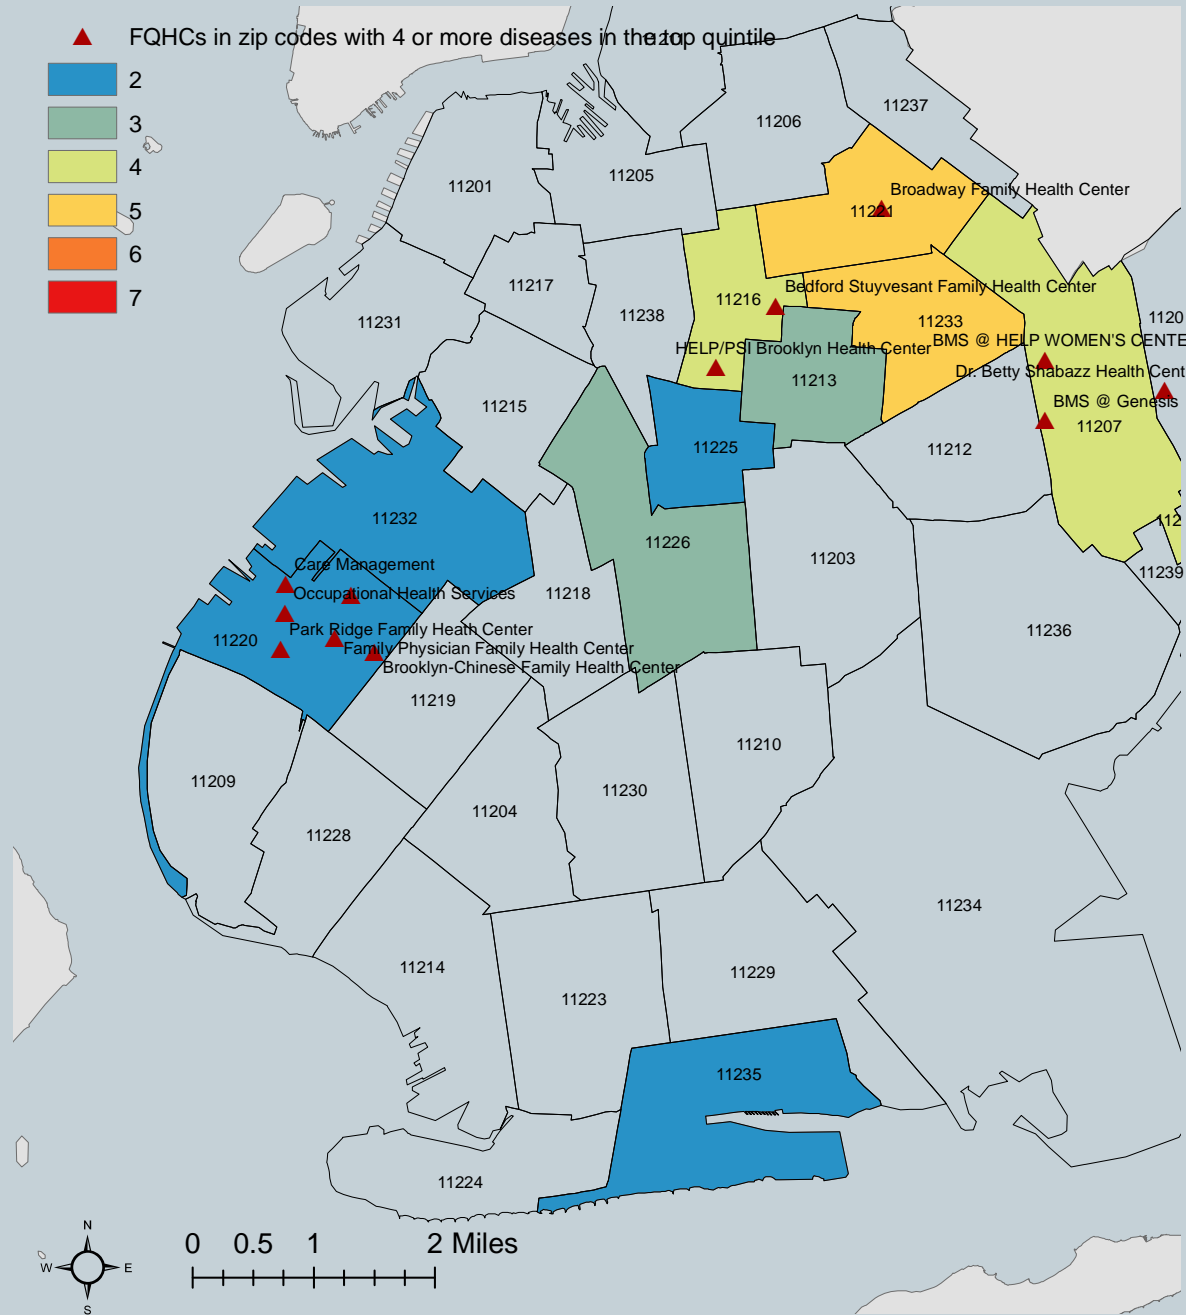 FQHCs in zip codes with 4 or more diseases in the top quintile
2
3
4
5
6
7
11237
11206
11205
11201
Broadway Family Health Center
11221
11217
Bedford Stuyvesant Family Health Center
11216
11238
11231
11233
1120
BMS @ HELP WOMEN'S CENTE
HELP/PSI Brooklyn Health Center
Dr. Betty Shabazz Health Cent
11213
BMS @ Genesis
11215
11207
11225
11212
11232
112
11226
11203
Care Management
11239
Occupational Health Services
11218
Park Ridge Family Heath Center
11236
11220
Family Physician Family Health Center
Brooklyn-Chinese Family Health Center
11219
11210
11209
11230
11204
11228
11234
11214
11229
11223
11235
11224
N
W
E
S
0 0.5 1 2 Miles